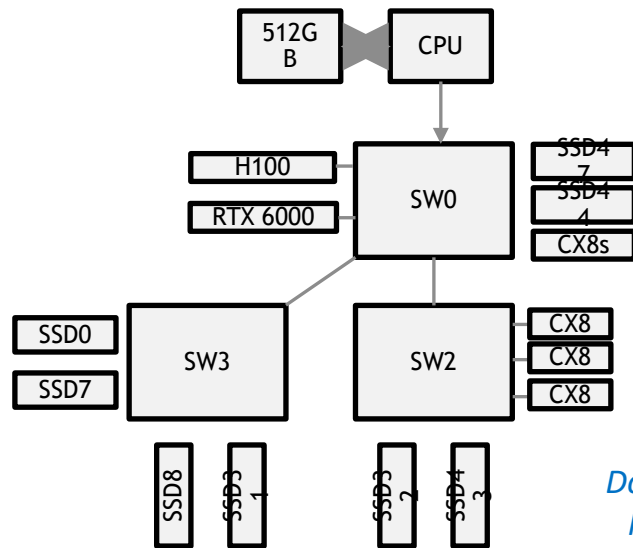 512G
B
CPU
H100
RTX 6000
SW0
SSD4
7
SSD4
4
CX8s
SSD0
SSD7
SW3
SW2
CX8
CX8
CX8
SSD8
SSD3
1
SSD3
2
SSD4
3